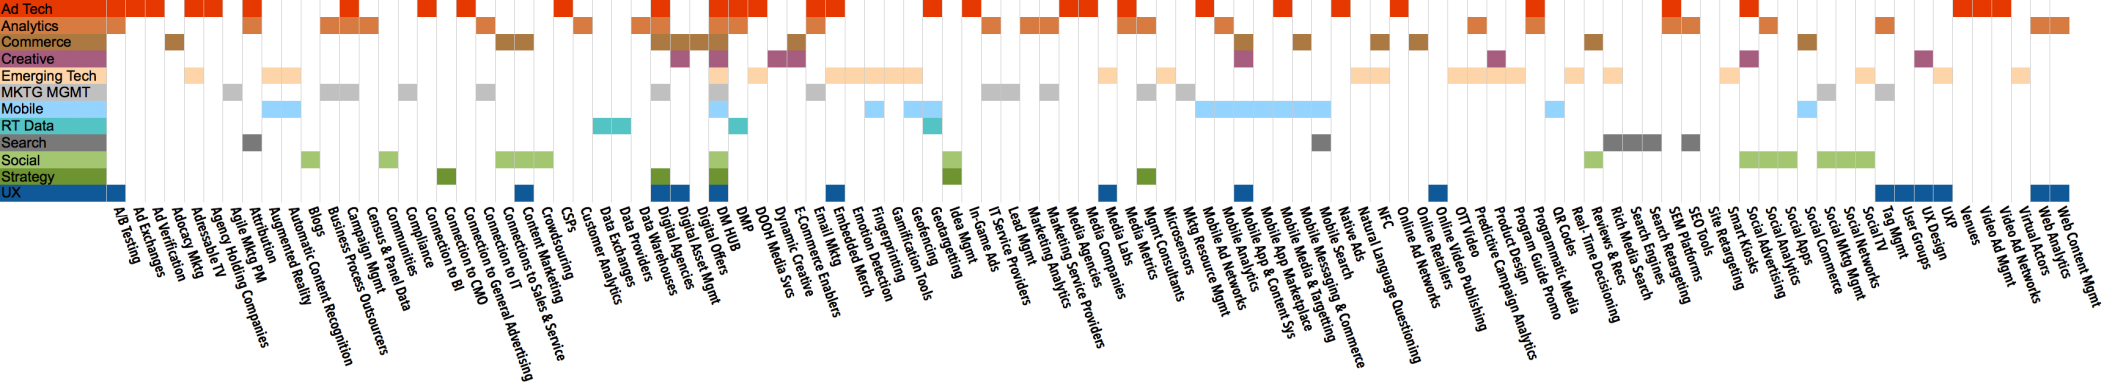 Ad Tech
Analytics
Commerce
Creative
Emerging Tech
MKTG MGMT
Mobile
RT Data
Search
Social
Strategy
UX
A/B Testing
Ad Exchanges
Ad Verification
Adocary Mktg
Adressable TV
Agency Holding Companies
Agile Mktg PM
Attribution
Augmented Reality
Automatic Content Recognition
Blogs
Business Process Outsourcers
Campaign Mgmt
Census & Panel Data
Communities
Compliance
Connection to BI
Connection to CMO
Connection to General Advertising
Connection to IT
Connections to Sales & Service
Content Marketing
Crowdsouring
CSPs
Customer Analytics
Data Exchanges
Data Providers
Data Warehouses
Digital Agencies
Digital Asset Mgmt
Digital Offers
DM HUB
DMP
DOOH Media Svcs
Dynamic Creative
E-Commerce Enablers
Email Mktg
Embedded Merch
Emotion Detection
Fingerprinting
Gamification Tools
Geofencing
Geotargetting
Idea Mgmt
In-Game Ads
IT Service Providers
Lead Mgmt
Marketing Analytics
Marketing Service Providers
Media Agencies
Media Companies
Media Labs
Media Metrics
Mgmt Consultants
Microsensors
Mktg Resource Mgmt
Mobile Ad Networks
Mobile Analytics
Mobile App & Content Sys
Mobile App Marketplace
Mobile Media & Targetting
Mobile Messaging & Commerce
Mobile Search
Native Ads
Natural Language Questioning
NFC
Online Ad Networks
Online Retailers
Online Video Publishing
OTT Video
Predictive Campaign Analytics
Product Design
Program Guide Promo
Programmatic Media
QR Codes
Real- Time Decisioning
Reviews & Recs
Rich Media Search
Search Engines
Search Retargeting
SEM Platforms
SEO Tools
Site Retargeting
Smart Kiosks
Social Advertising
Social Analytics
Social Apps
Social Commerce
Social Mktg Mgmt
Social Networks
Social TV
Tag Mgmt
User Groups
UX Design
UXP
Venues
Video Ad Mgmt
Video Ad Networks
Virtual Actors
Web Analytics
Web Content Mgmt